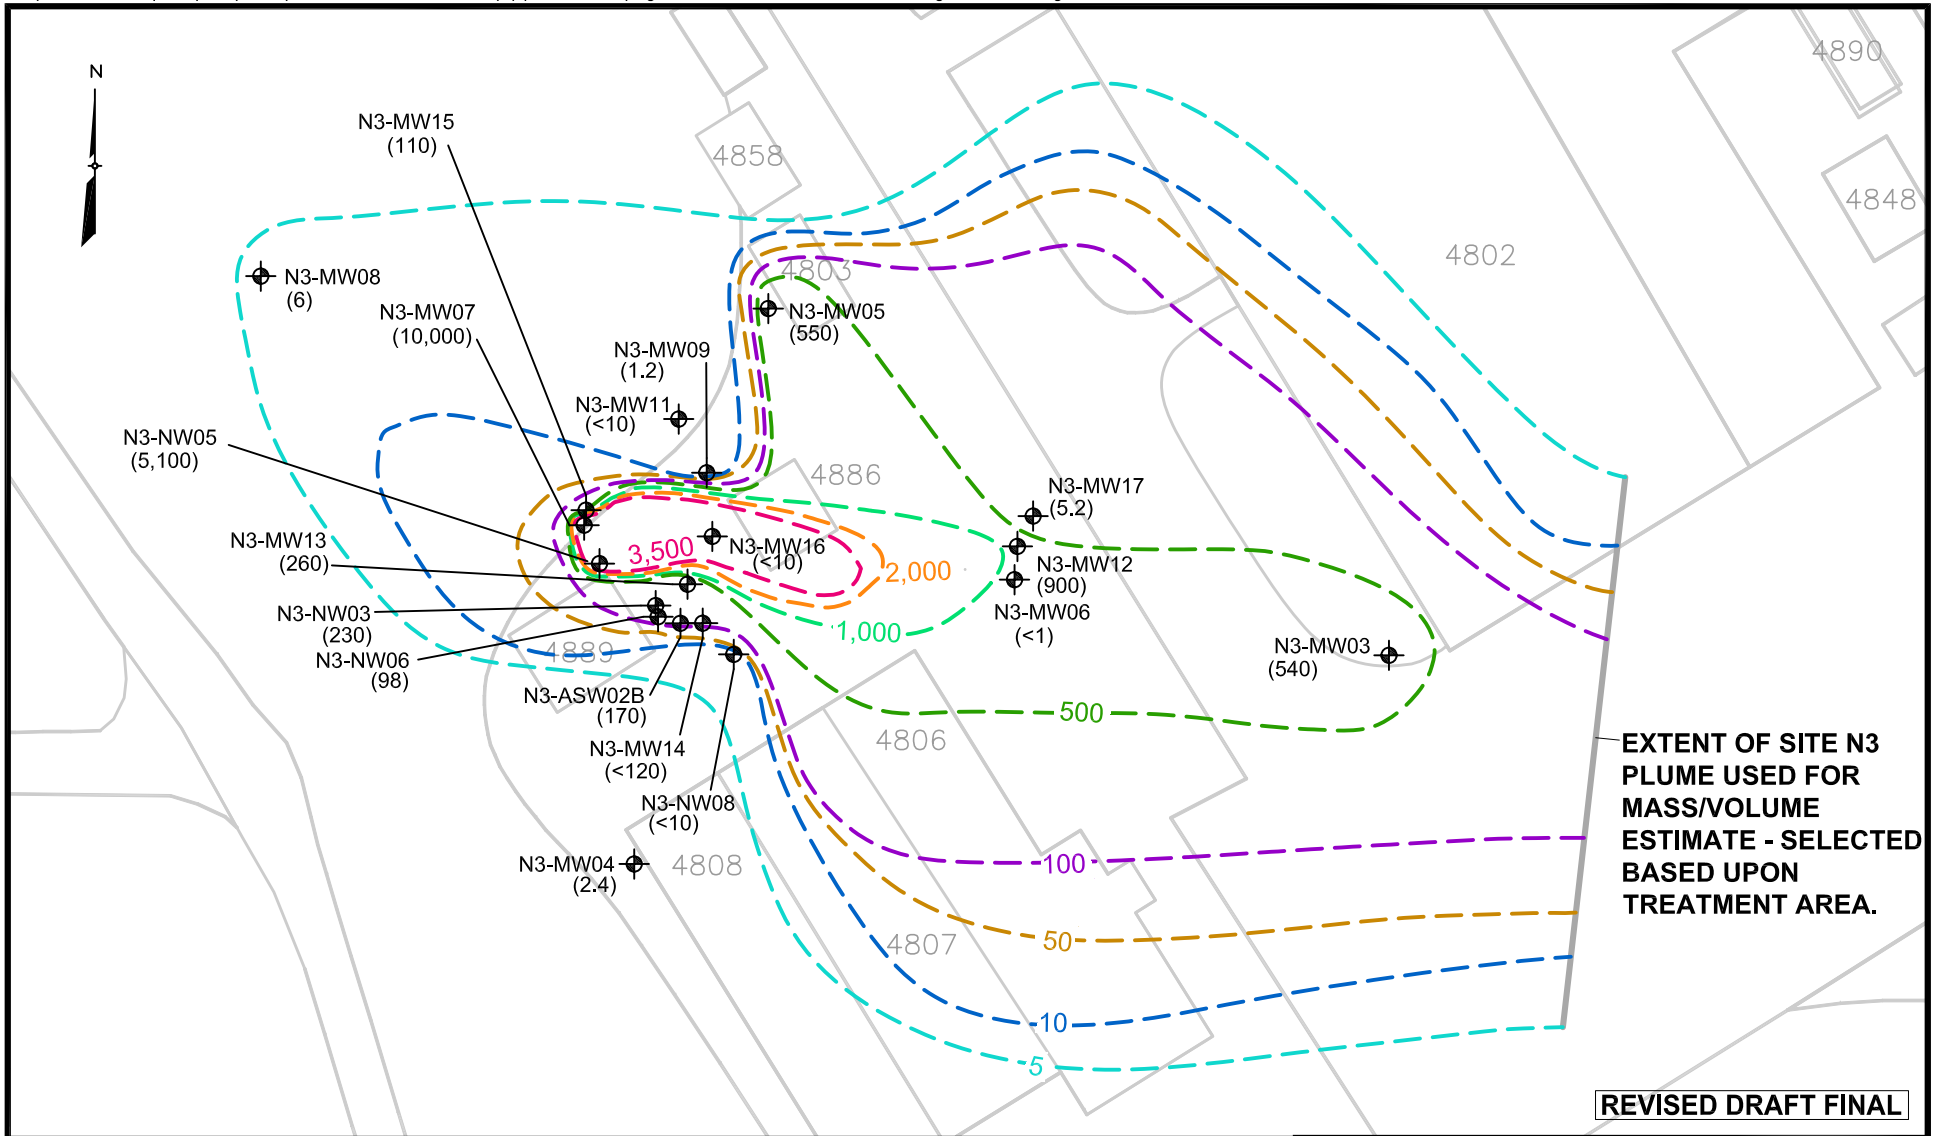 N
4890
N3-MW15
(110)
4858
4848
4802
4803
N3-MW08
(6)
N3-MW07
(10,000)
N3-MW05
(550)
N3-MW09
(1.2)
N3-MW11
(<10)
N3-NW05
(5,100)
4886
N3-MW17
(5.2)
N3-MW13
(260)
3,500
N3-MW16
(<10)
2,000
N3-MW12
(900)
N3-MW06
(<1)
1,000
N3-NW03
(230)
N3-NW06
(98)
4889
N3-MW03
(540)
N3-ASW02B
(170)
500
4806
N3-MW14
(<120)
N3-NW08
(<10)
EXTENT OF SITE N3
PLUME USED FOR
MASS/VOLUME
ESTIMATE - SELECTED
BASED UPON
TREATMENT AREA.
N3-MW04
(2.4)
4808
100
4807
50
10
5
REVISED DRAFT FINAL